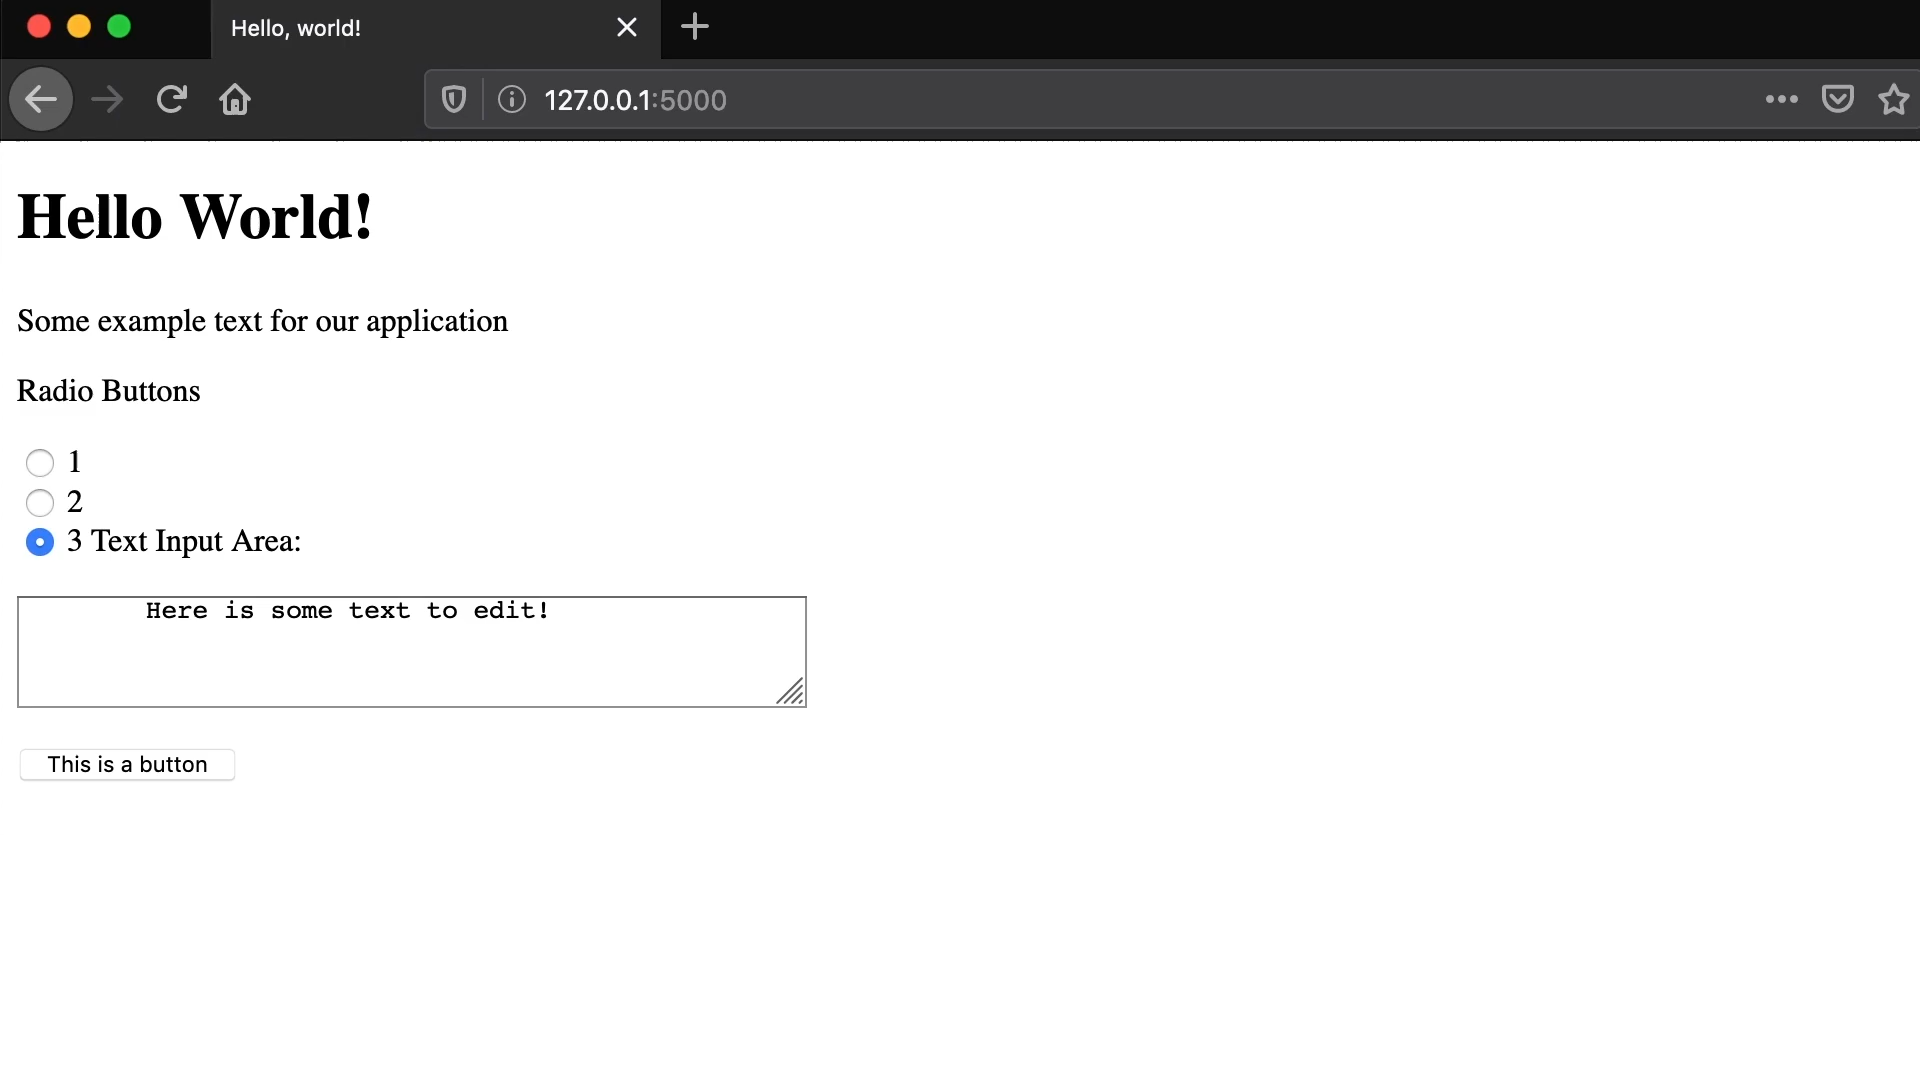 Hello, world!
127.0.0.1:5000
Hello World!
Some example text for our application
Radio Buttons
1
2
3 Text Input Area:
Here is some text to edit!
This is a button